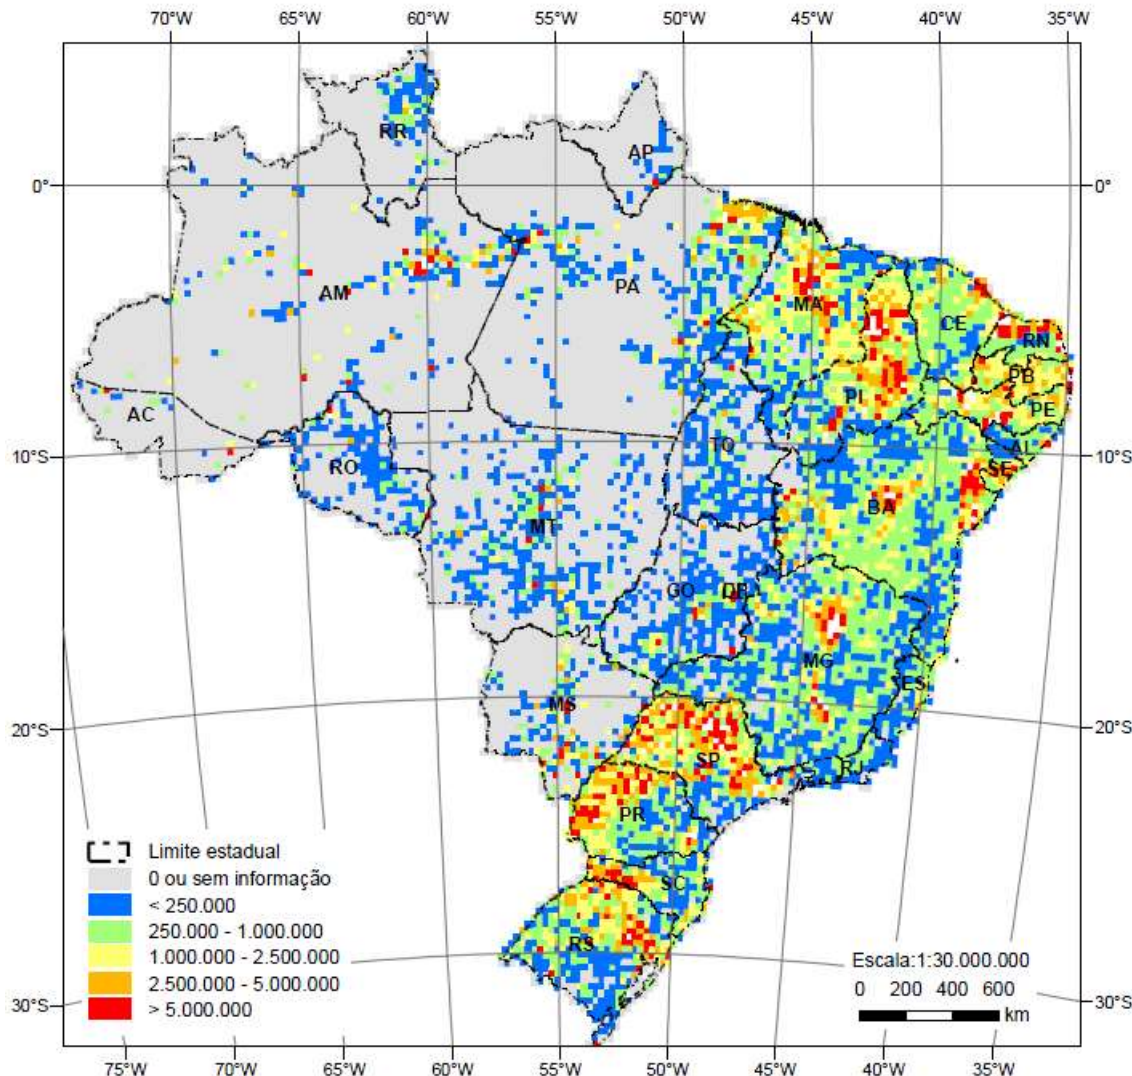 70°W 65°W 60°W 55°W 50°W 45°W 40°W 35°W
RR
AP
0° 0°
AM PA MA CE RN
PB
PI PE
AC
TO AL
10°S 10°S
RO SE
BA
MT
GO DF
MG
ES
MS
20°S 20°S
SP RJ
PR
Limite estadual
0 ou sem informação
SC
< 250.000
250.000 - 1.000.000
RS
1.000.000 - 2.500.000
Escala:1:30.000.000
2.500.000 - 5.000.000
0 200 400 600
> 5.000.000
km
30°S 30°S
75°W 70°W 65°W 60°W 55°W 50°W 45°W 40°W 35°W